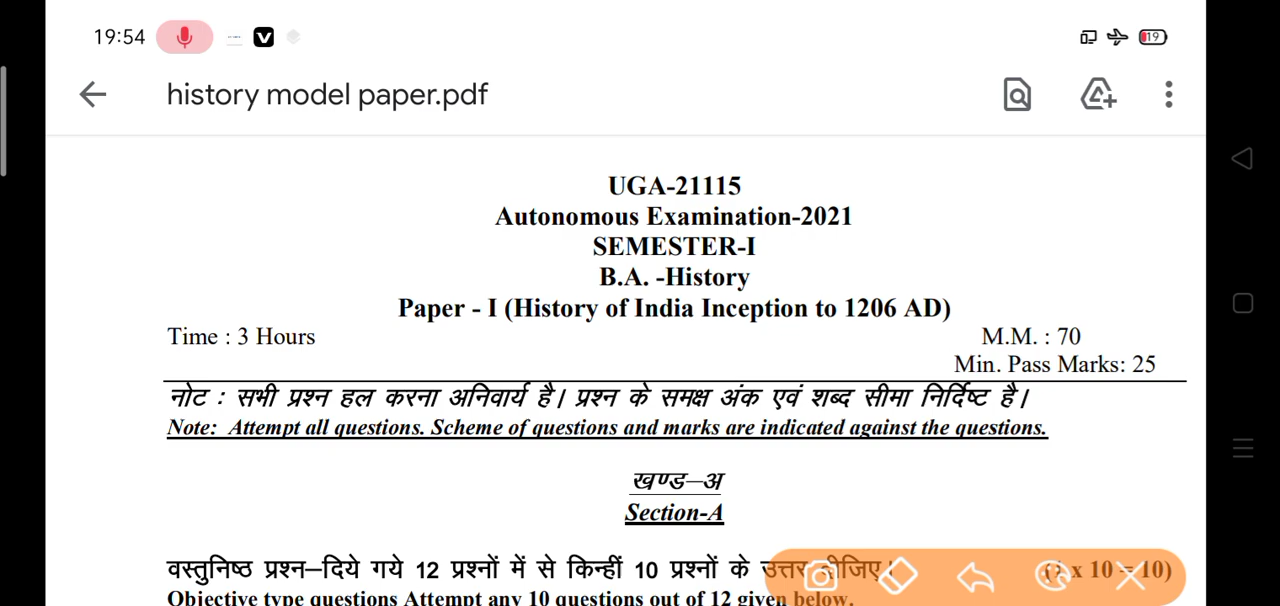 19:54
19
history model paper.pdf
UGA-21115
Autonomous Examination-2021
SEMESTER-I
B.A. -History
Paper - I (History of India Inception to 1206 AD)
Time : 3 Hours
M.M. : 70
Min. Pass Marks: 25
नोट : सभी प्रश्न हल करना अनिवार्य है। प्रश्न के समक्ष अंक एवं शब्द सीमा निर्दिष्ट है।
Note: Attempt all questions. Scheme of questions and marks are indicated against the questions.
खण्ड–अ
Section-A
वस्तुनिष्ठ प्रश्न–दिये गये 12 प्रश्नों में से किन्हीं 10 प्रश्नों के उत्तर दीजिए। x 10 = 10)
Objective type questions Attempt any 10 questions out of 12 given below.